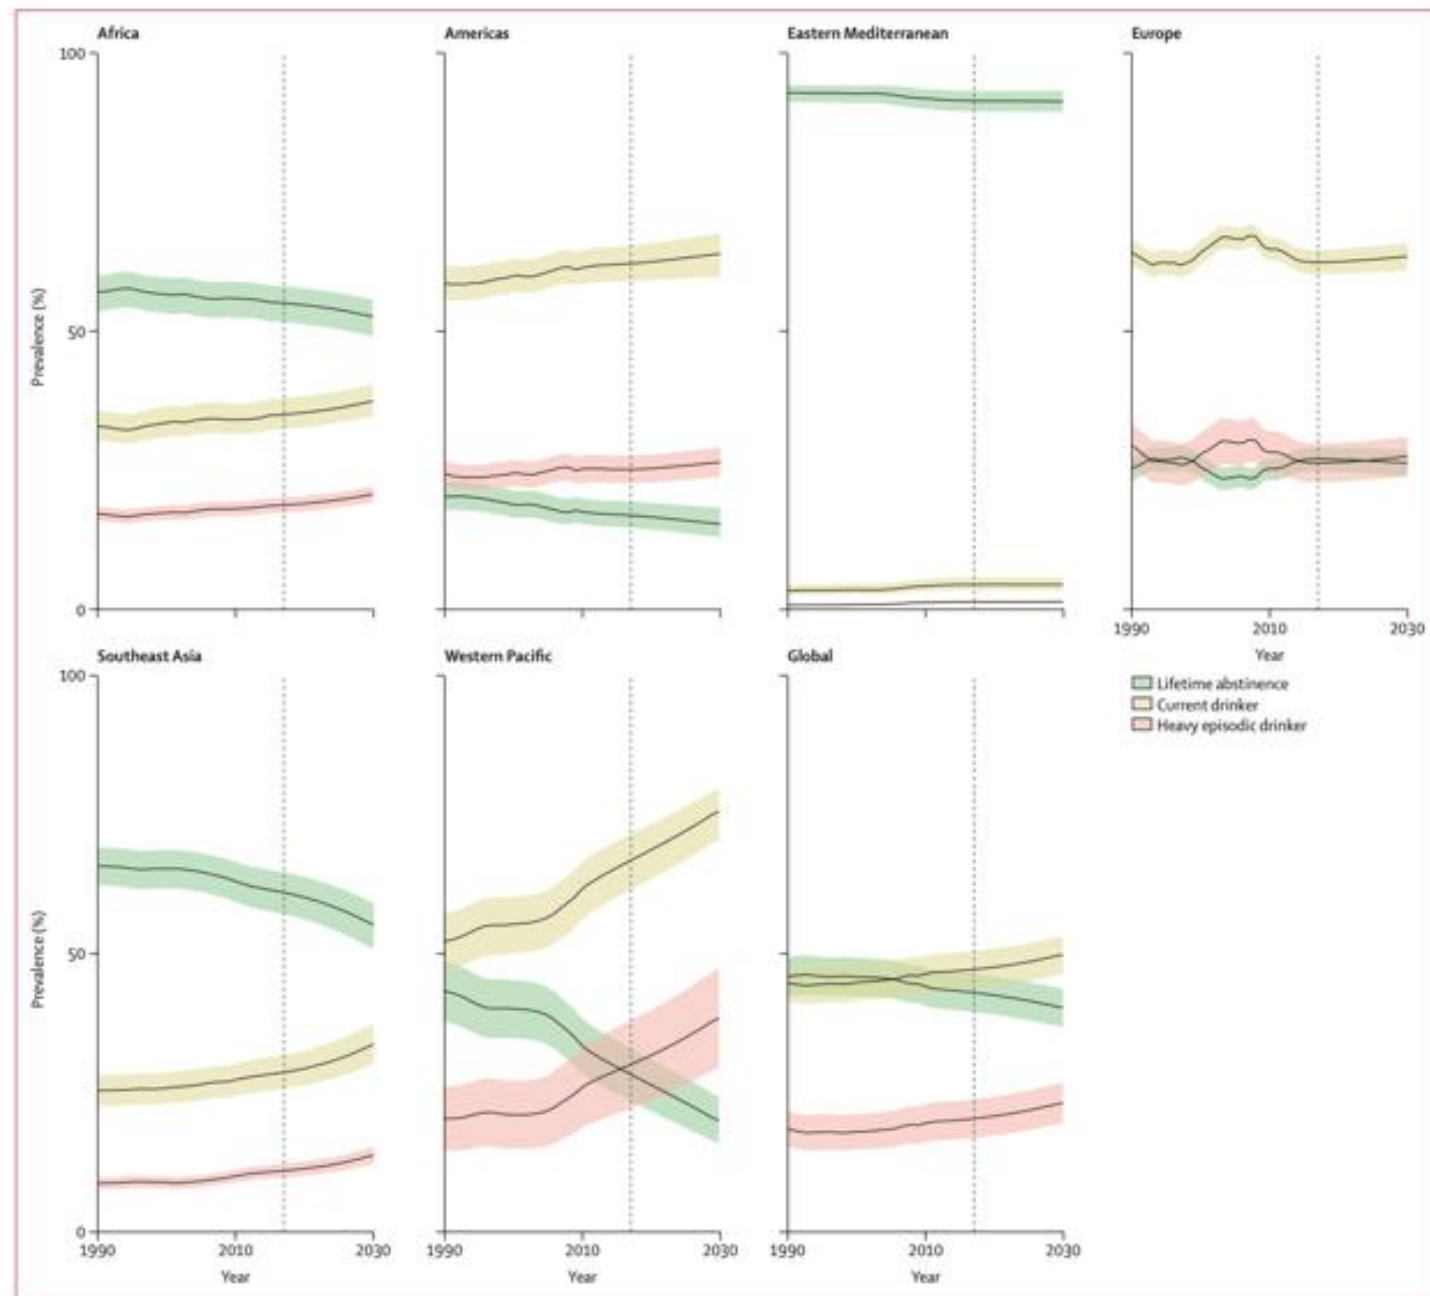 Africa
Americas
Eastern Mediterranean
Europe
100
50
0
Prevalence (%)
1990
2010
2030
Year
Southeast Asia
Western Pacific
Global
Lifetime abstinence
Current drinker
Heavy episodic drinker
100
50
0
Prevalence (%)
1990
2010
2030
1990
2010
2030
1990
2010
2030
Year
Year
Year